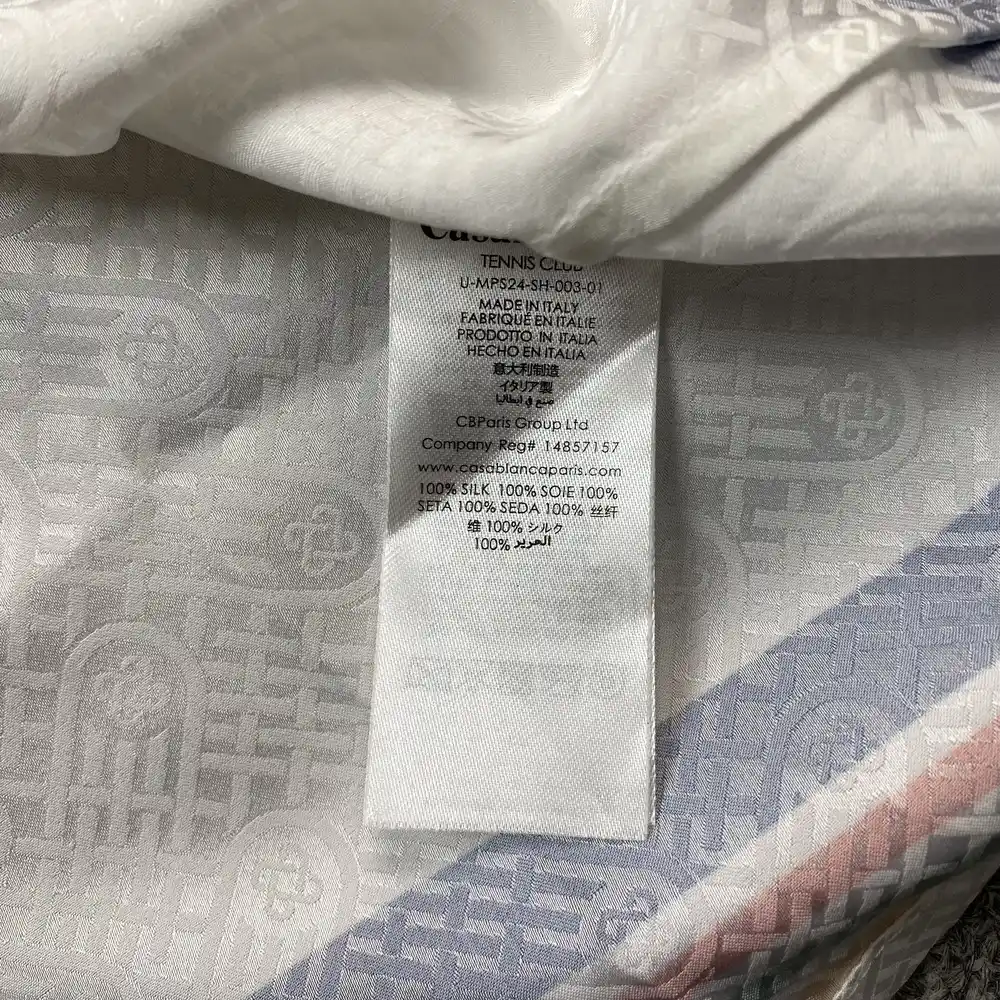 TENNIS CLUB
U-MPS24-SH-003-01
MADE IN ITALY
FABRIQUÉ EN ITALIE
PRODOTTO IN ITALIA
HECHO EN ITALIA
意大利制造
イタリア製
صنع في ايطاليا
CBParis Group Ltd
Company Reg# 14857157
www.casablancaparis.com
100% SILK 100% SOIE 100%
SETA 100% SEDA 100% 丝纤
维 100% シルク
100% الحرير